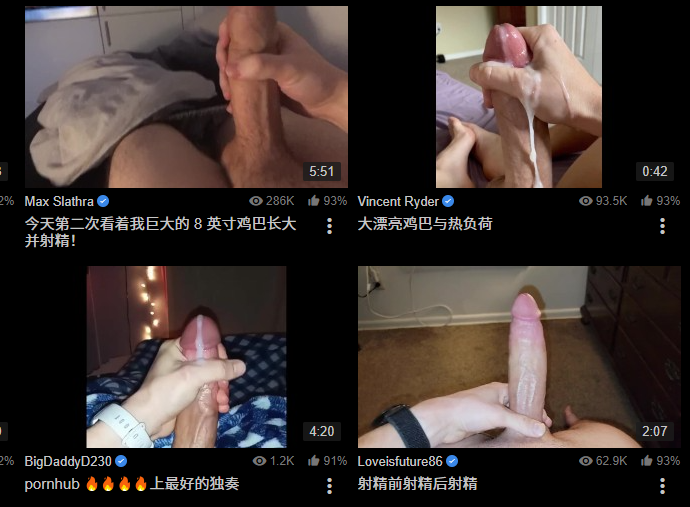 5:51
0:42
2%
Max Slathra
286K
93%
Vincent Ryder
93.5K
93%
今天第二次看着我巨大的 8 英寸鸡巴长大
并射精!
大漂亮鸡巴与热负荷
4:20
2:07
2%
BigDaddyD230
1.2K
91%
Loveisfuture86
62.9K
93%
pornhub 🔥🔥🔥🔥上最好的独奏
射精前射精后射精